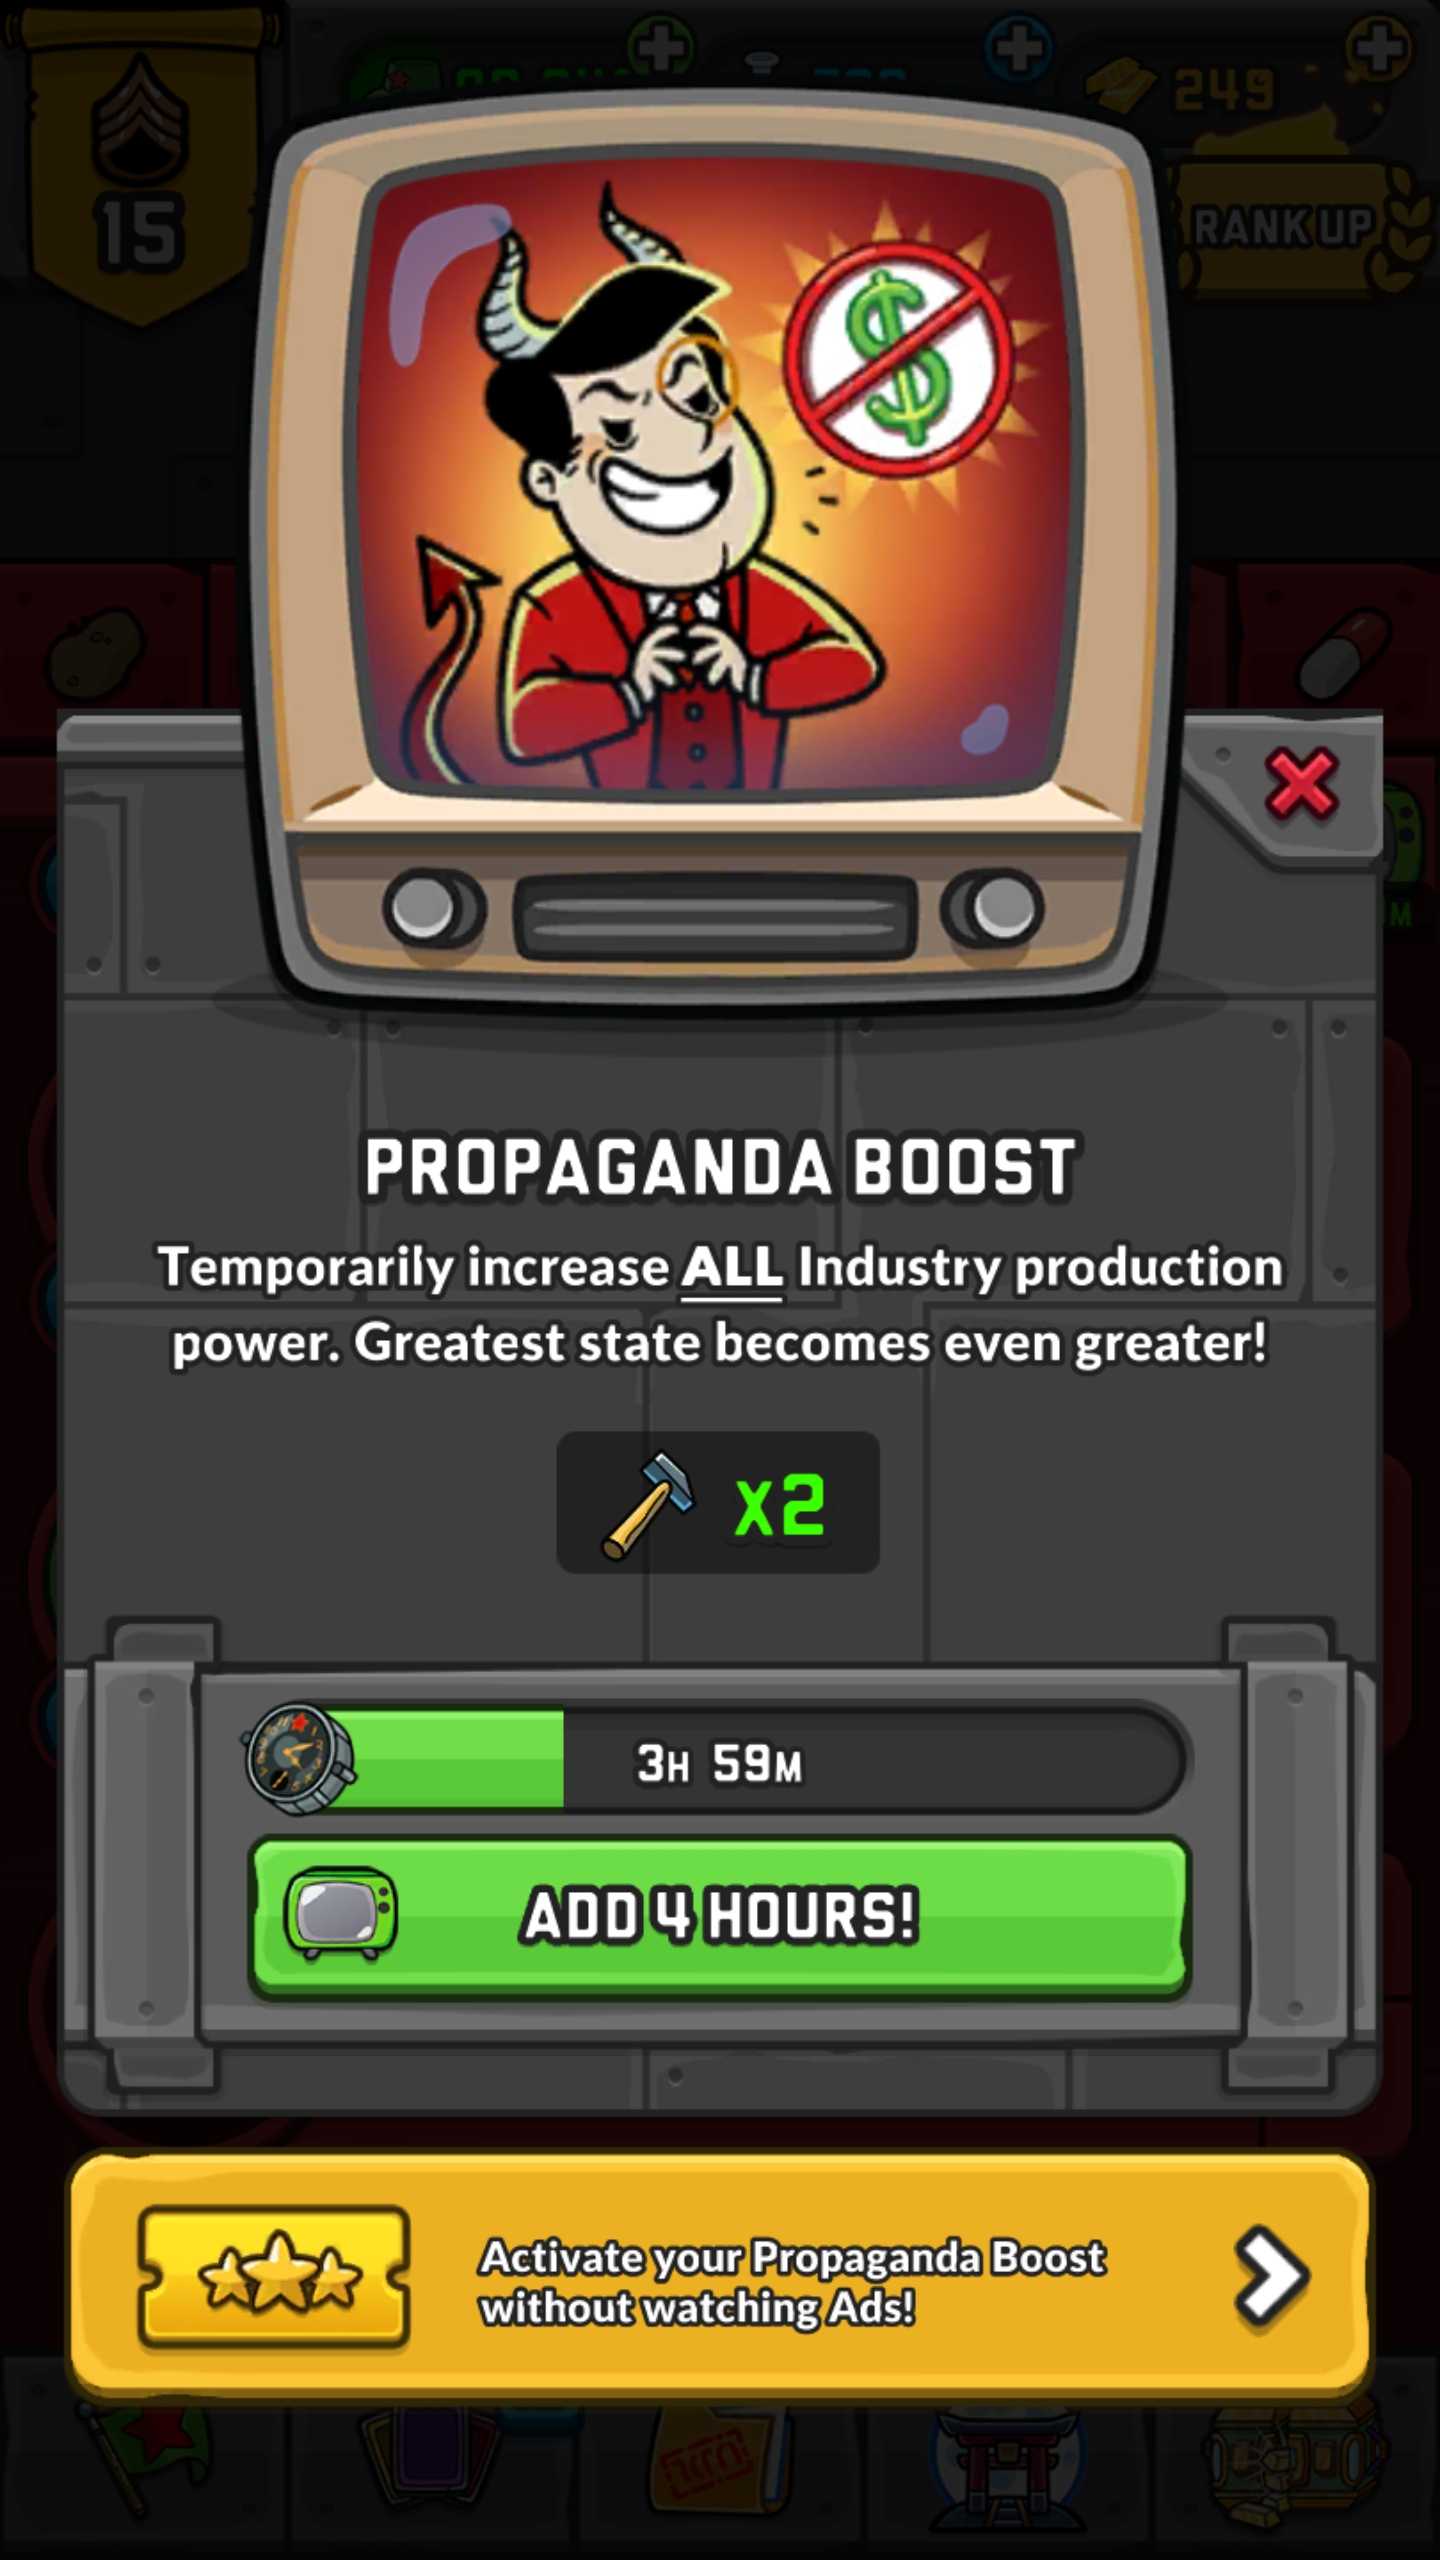 249
15
RANK UP
PROPAGANDA BOOST
Temporarily increase ALL Industry production
power. Greatest state becomes even greater!
x2
3H 59M
ADD 4 HOURS!
Activate your Propaganda Boost
without watching Ads!